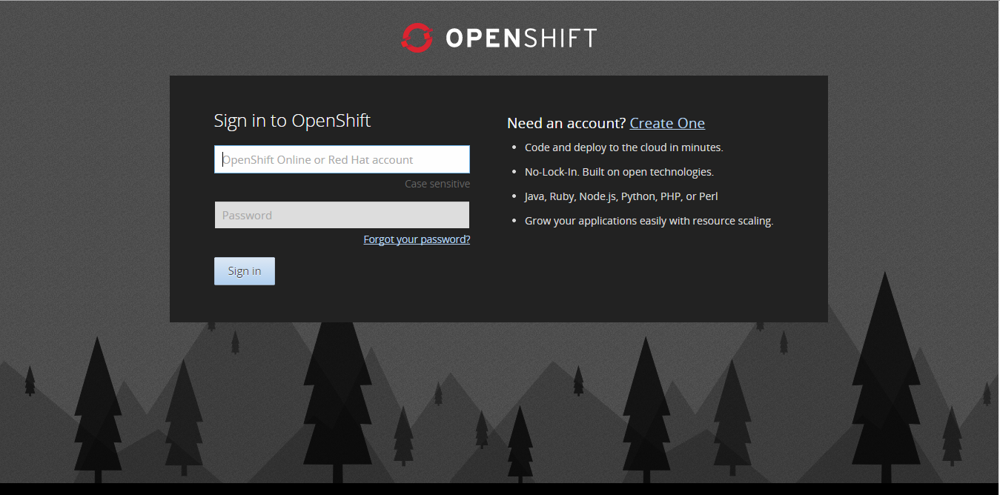 OPENSHIFT
Sign in to OpenShift
OpenShift Online or Red Hat account
Case sensitive
Password
Forgot your password?
Sign in
Need an account? Create One
Code and deploy to the cloud in minutes.
No-Lock-In. Built on open technologies.
Java, Ruby, Node.js, Python, PHP, or Perl
Grow your applications easily with resource scaling.